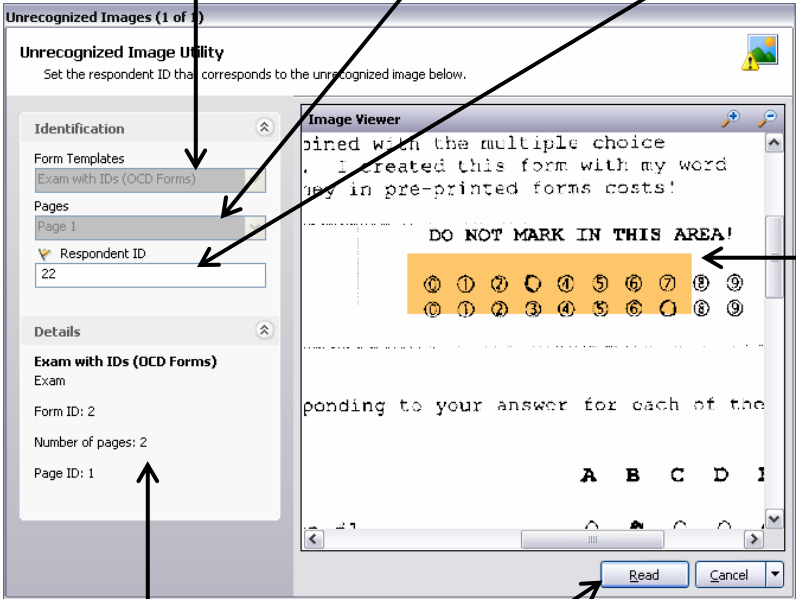 Unrecognized Images (1 of 1)
Unrecognized Image Utility
Set the respondent ID that corresponds to the unrecognized image below.
Identification
Form Templates
Exam with IDs (OCD Forms)
Pages
Page 1
Respondent ID
22
Details
Exam with IDs (OCD Forms)
Exam
Form ID: 2
Number of pages: 2
Page ID: 1
Image Viewer
bined with the multiple choice
. I created this form with my word
ney in pre-printed forms costs!
DO NOT MARK IN THIS AREA!
0 1 2 3 4 5 6 7 8 9
0 1 2 3 4 5 6 7 8 9
ponding to your answer for each of the
A B C D
Read
Cancel